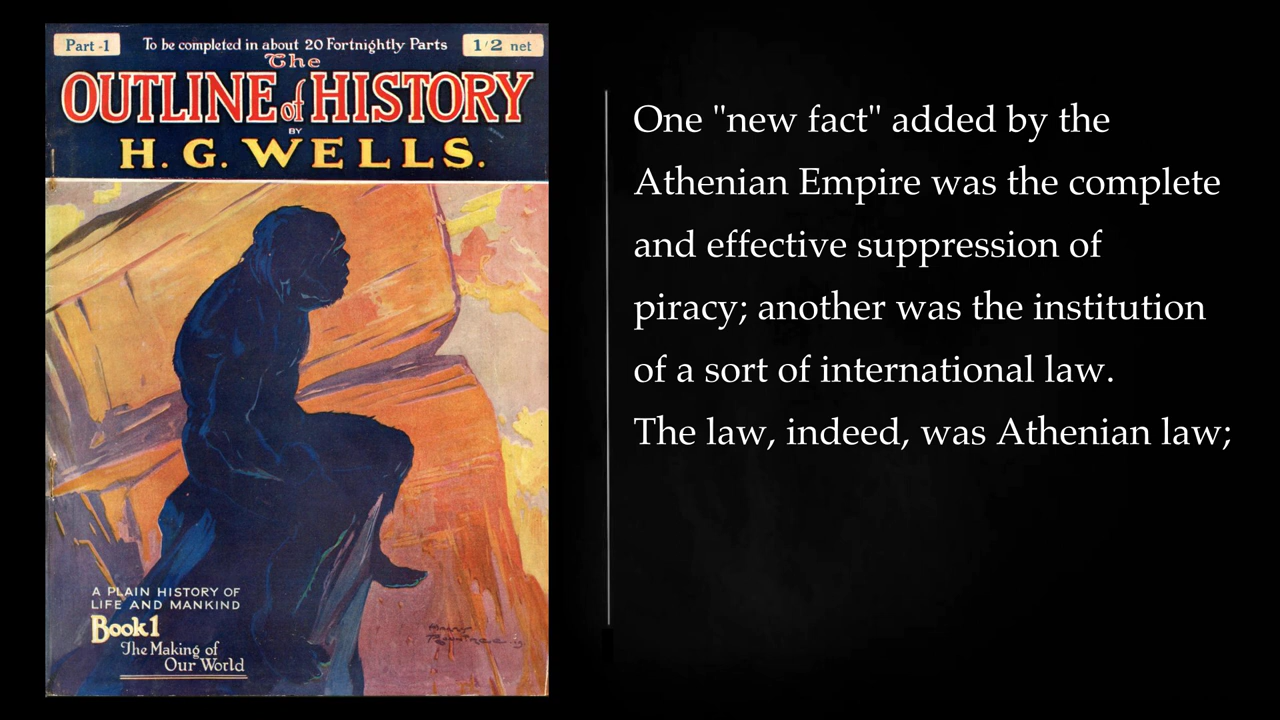 Part -1
To be completed in about 20 Fortnightly Parts
1/2 net
The
OUTLINE of HISTORY
BY
H. G. WELLS.
A PLAIN HISTORY OF
LIFE AND MANKIND
Book 1
The Making of
Our World
One "new fact" added by the
Athenian Empire was the complete
and effective suppression of
piracy; another was the institution
of a sort of international law.
The law, indeed, was Athenian law;